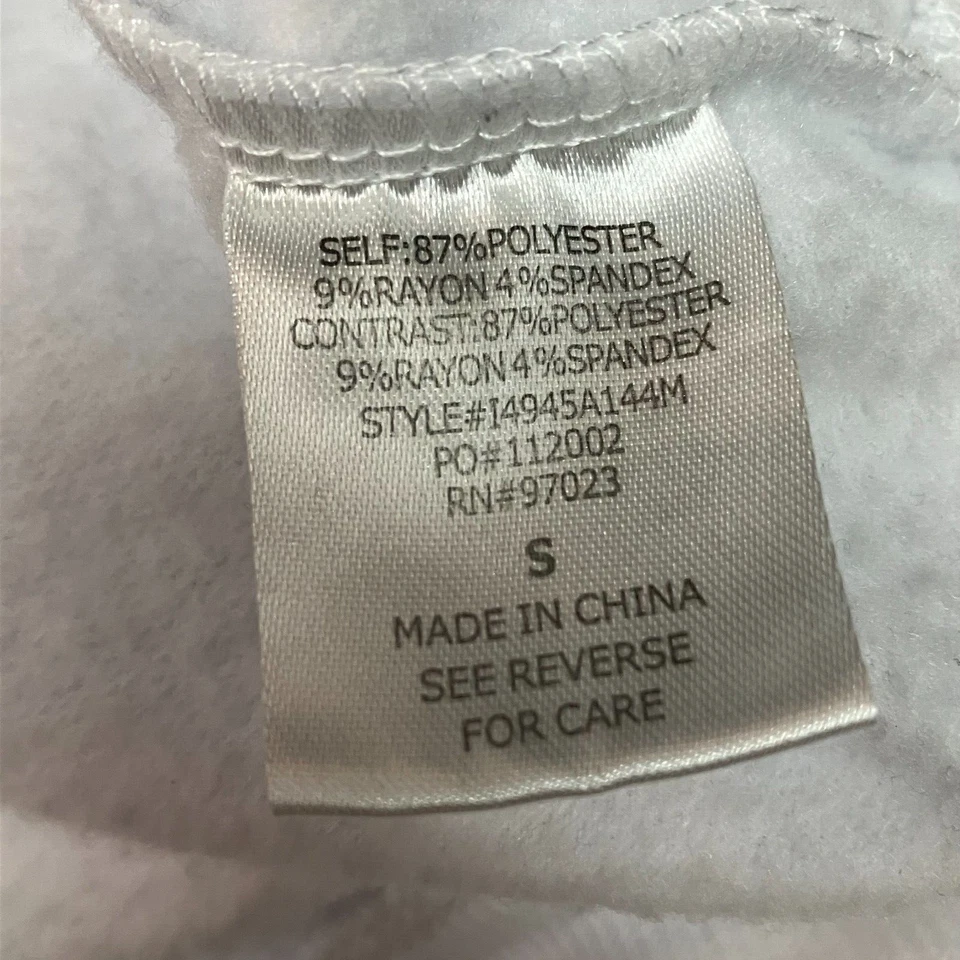 SELF:87%POLYESTER
9%RAYON 4%SPANDEX
CONTRAST:87%POLYESTER
9%RAYON 4%SPANDEX
STYLE#I4945A144M
PO#112002
RN#97023
S
MADE IN CHINA
SEE REVERSE
FOR CARE